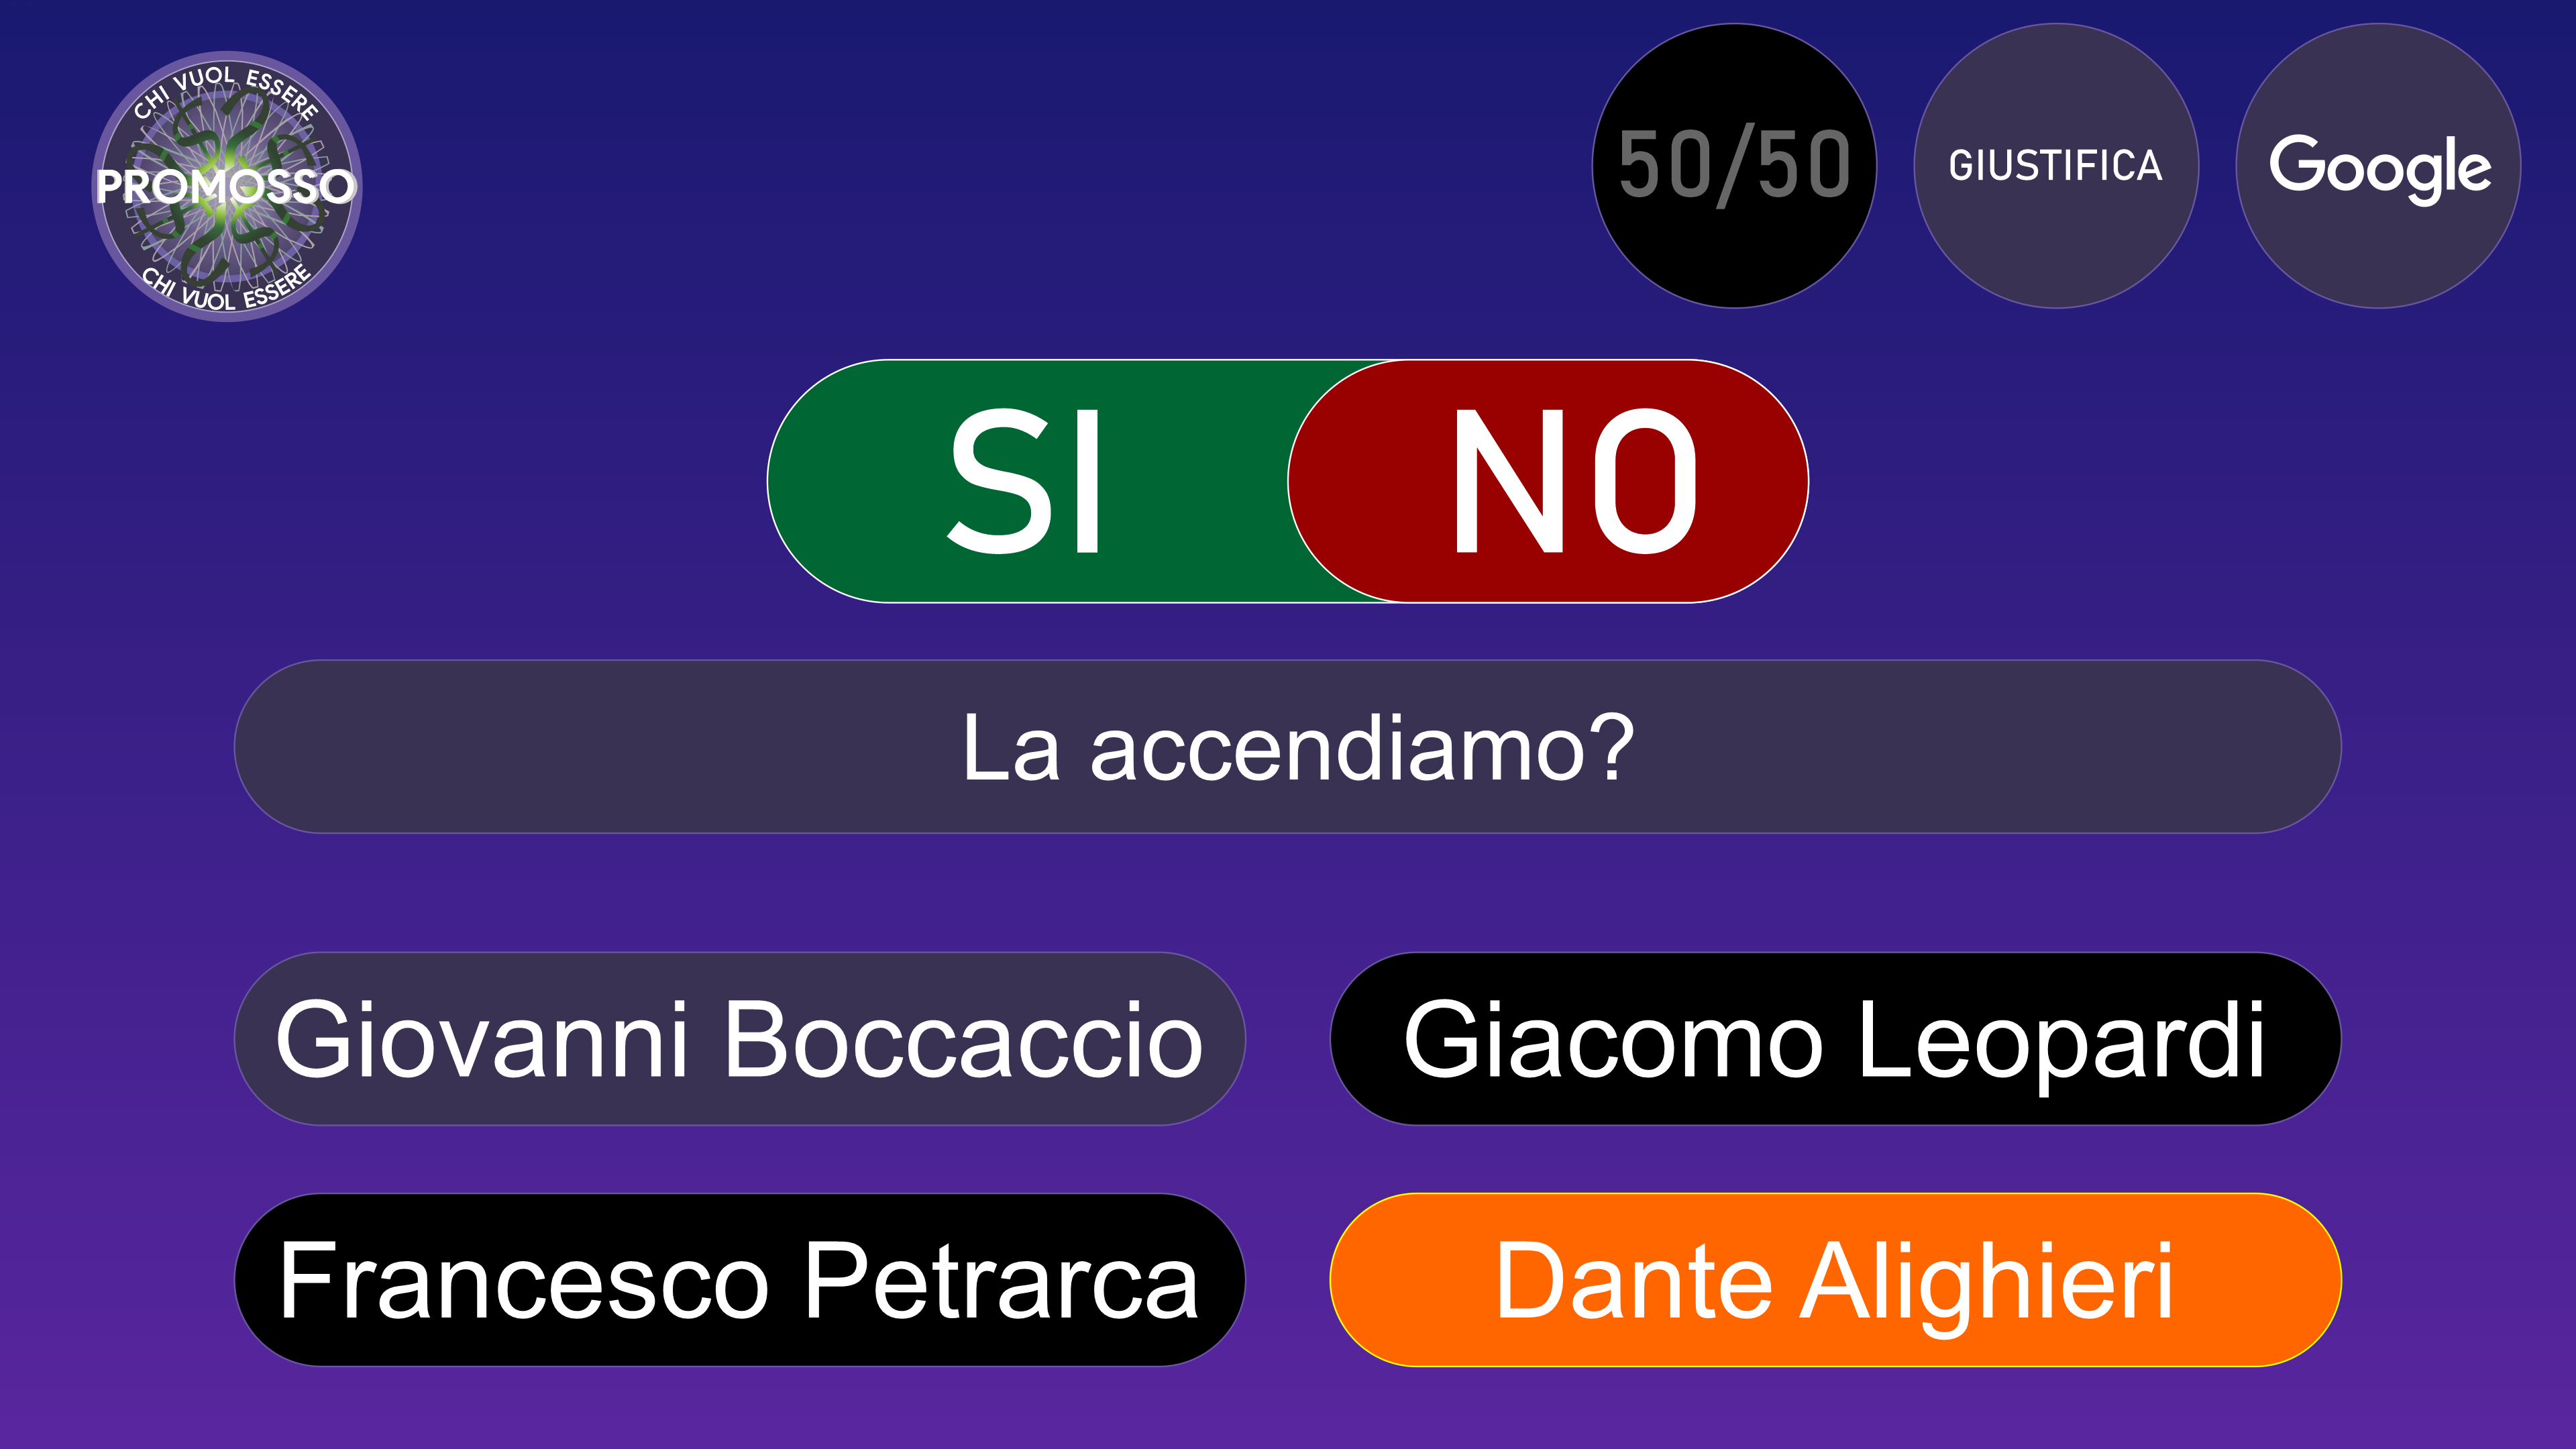 CHI VUOL ESSERE
PROMOSSO
CHI VUOL ESSERE
50/50
GIUSTIFICA
Google
SI
NO
La accendiamo?
Giovanni Boccaccio
Giacomo Leopardi
Francesco Petrarca
Dante Alighieri